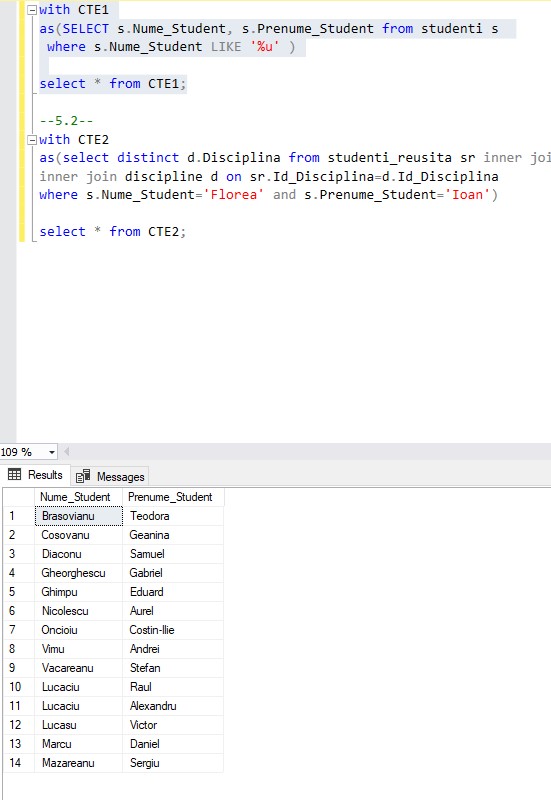 with CTE1
as(SELECT s.Nume_Student, s.Prenume_Student from studenti s
where s.Nume_Student LIKE '%u' )
select * from CTE1;
--5.2--
with CTE2
as(select distinct d.Disciplina from studenti_reusita sr inner joi
inner join discipline d on sr.Id_Disciplina=d.Id_Disciplina
where s.Nume_Student='Florea' and s.Prenume_Student='Ioan')
select * from CTE2;
109 %
Results Messages
Nume_Student Prenume_Student
1 Brasovianu Teodora
2 Cosovanu Geanina
3 Diaconu Samuel
4 Gheorghescu Gabriel
5 Ghimpu Eduard
6 Nicolescu Aurel
7 Oncioiu Costin-Ilie
8 Vimu Andrei
9 Vacareanu Stefan
10 Lucaciu Raul
11 Lucaciu Alexandru
12 Lucasu Victor
13 Marcu Daniel
14 Mazareanu Sergiu